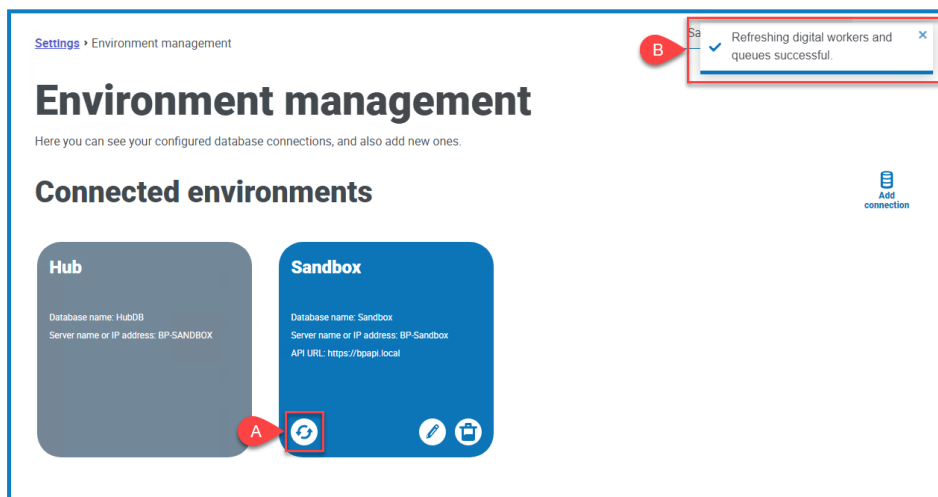 Settings › Environment management
Sa
B
Refreshing digital workers and
queues successful.
Environment management
Here you can see your configured database connections, and also add new ones.
Connected environments
Add
connection
Hub
Database name: HubDB
Server name or IP address: BP-SANDBOX
Sandbox
Database name: Sandbox
Server name or IP address: BP-Sandbox
API URL: https://bpapi.local
A